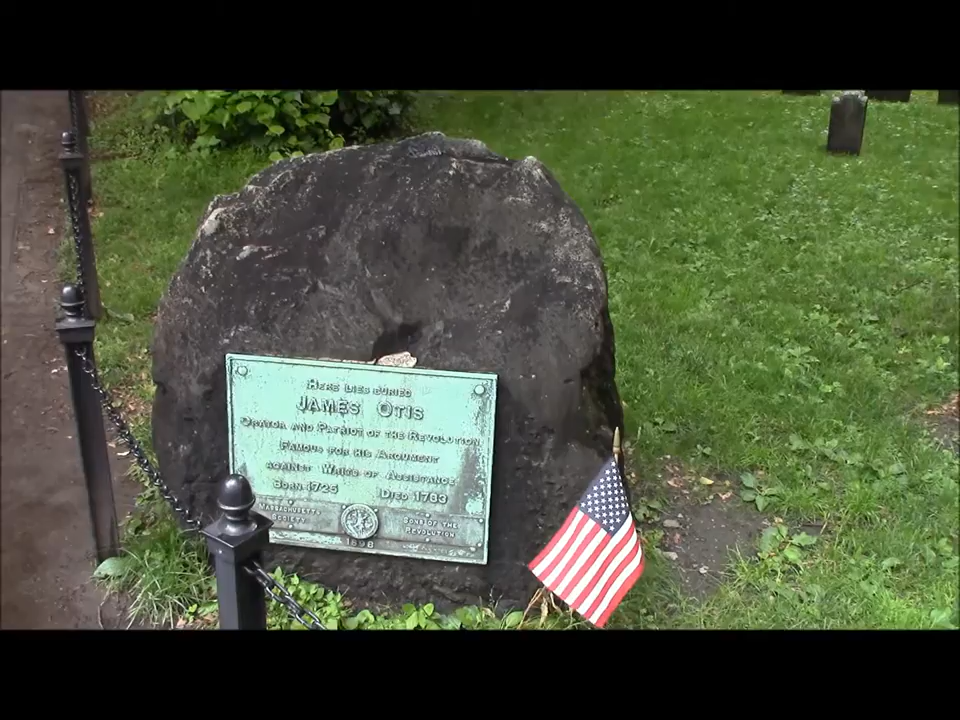 HERE LIES BURIED
JAMES OTIS
ORATOR AND PATRIOT OF THE REVOLUTION
FAMOUS FOR HIS ARGUMENT
AGAINST WRITS OF ASSISTANCE
BORN 1725 DIED 1783
MASSACHUSETTS SONS OF THE
SOCIETY REVOLUTION
1898